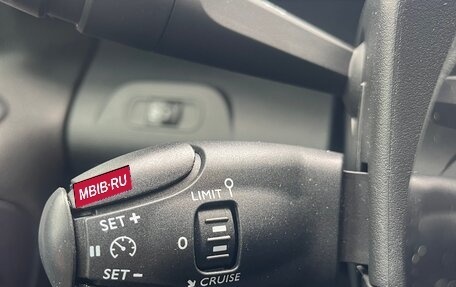 MBIB·RU
LIMIT
SET +
0
SET -
CRUISE